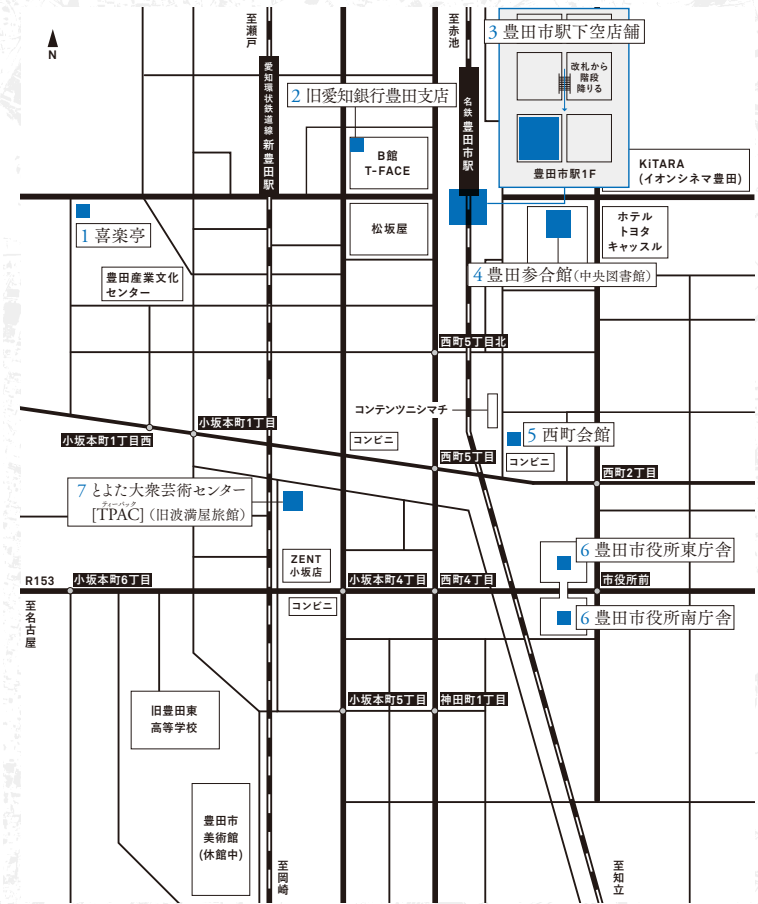 至瀬戸
至赤池
3 豊田市駅下空店舗
N
改札から
階段
降りる
愛知環状鉄道線 新豊田駅
2 旧愛知銀行豊田支店
名鉄 豊田市駅
B館
T-FACE
豊田市駅1F
KiTARA
(イオンシネマ豊田)
1 喜楽亭
松坂屋
ホテル
トヨタ
キャッスル
豊田産業文化
センター
4 豊田参合館(中央図書館)
西町5丁目北
コンテンツニシマチ
小坂本町1丁目
小坂本町1丁目西
コンビニ
5 西町会館
西町5丁目
コンビニ
西町2丁目
7 とよた大衆芸術センター
ティーパック
[TPAC](旧波満屋旅館)
ZENT
小坂店
6 豊田市役所東庁舎
R153
小坂本町6丁目
小坂本町4丁目
西町4丁目
市役所前
至名古屋
コンビニ
6 豊田市役所南庁舎
旧豊田東
高等学校
小坂本町5丁目
神田町1丁目
豊田市
美術館
(休館中)
至岡崎
至知立